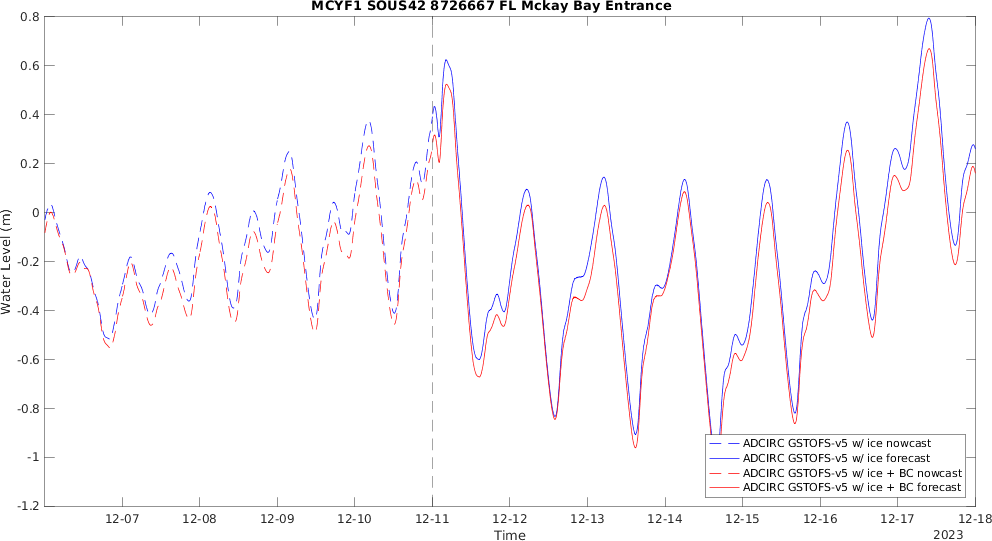 MCYF1 SOUS42 8726667 FL Mckay Bay Entrance
0.8
0.6
0.4
0.2
0
-0.2
-0.4
-0.6
-0.8
-1
-1.2
Water Level (m)
ADCIRC GSTOFS-v5 w/ ice nowcast
ADCIRC GSTOFS-v5 w/ ice forecast
ADCIRC GSTOFS-v5 w/ ice + BC nowcast
ADCIRC GSTOFS-v5 w/ ice + BC forecast
12-07 12-08 12-09 12-10 12-11 12-12 12-13 12-14 12-15 12-16 12-17 12-18
Time
2023